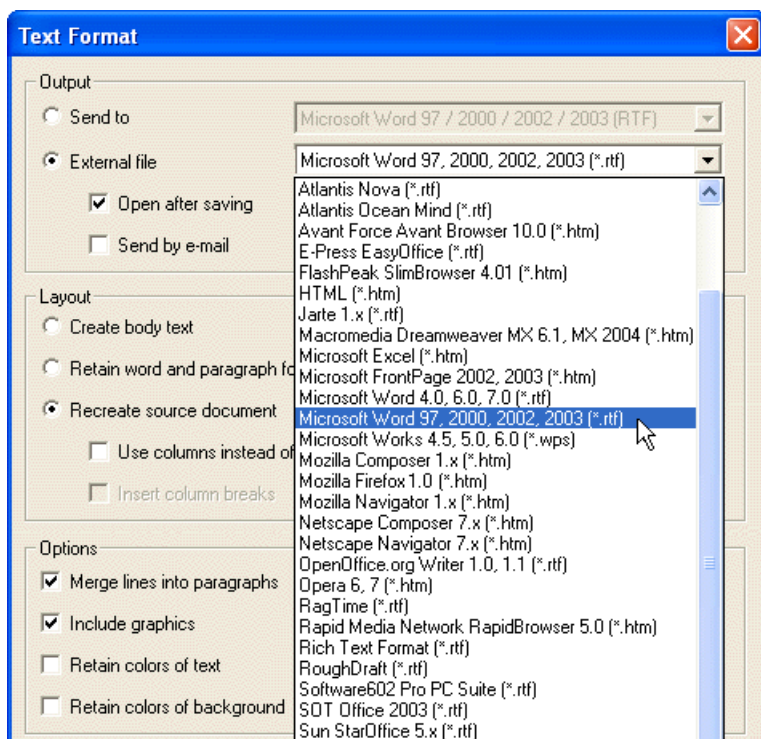 Text Format
Output
Send to
Microsoft Word 97 / 2000 / 2002 / 2003 (RTF)
External file
Microsoft Word 97, 2000, 2002, 2003 (*.rtf)
Open after saving
Send by e-mail
Layout
Create body text
Retain word and paragraph fo
Recreate source document
Use columns instead of
Insert column breaks
Options
Merge lines into paragraphs
Include graphics
Retain colors of text
Retain colors of background
Atlantis Nova (*.rtf)
Atlantis Ocean Mind (*.rtf)
Avant Force Avant Browser 10.0 (*.htm)
E-Press EasyOffice (*.rtf)
FlashPeak SlimBrowser 4.01 (*.htm)
HTML (*.htm)
Jarte 1.x (*.rtf)
Macromedia Dreamweaver MX 6.1, MX 2004 (*.htm)
Microsoft Excel (*.htm)
Microsoft FrontPage 2002, 2003 (*.htm)
Microsoft Word 4.0, 6.0, 7.0 (*.rtf)
Microsoft Word 97, 2000, 2002, 2003 (*.rtf)
Microsoft Works 4.5, 5.0, 6.0 (*.wps)
Mozilla Composer 1.x (*.htm)
Mozilla Firefox 1.0 (*.htm)
Mozilla Navigator 1.x (*.htm)
Netscape Composer 7.x (*.htm)
Netscape Navigator 7.x (*.htm)
OpenOffice.org Writer 1.0, 1.1 (*.rtf)
Opera 6, 7 (*.htm)
RagTime (*.rtf)
Rapid Media Network RapidBrowser 5.0 (*.htm)
Rich Text Format (*.rtf)
RoughDraft (*.rtf)
Software602 Pro PC Suite (*.rtf)
SOT Office 2003 (*.rtf)
Sun StarOffice 5.x (*.rtf)